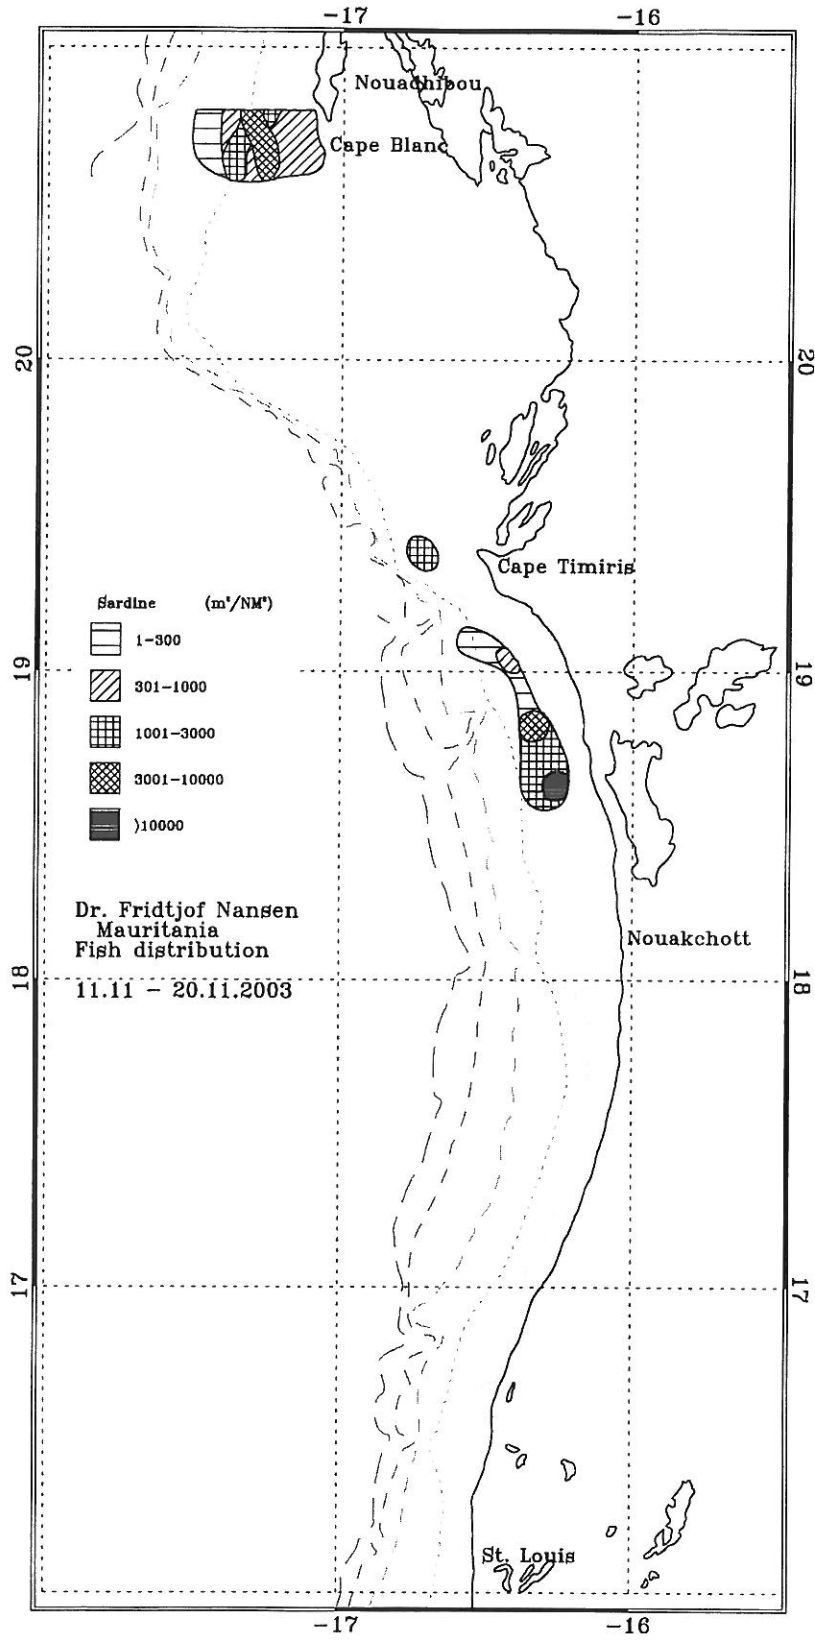 -17 -16
Nouadhibou
Cape Blanc
20 20
Cape Timiris
Sardine (m²/NM²)
1-300
19 19
301-1000
1001-3000
3001-10000
⟩10000
Dr. Fridtjof Nansen
Mauritania
Nouakchott
Fish distribution
18 18
11.11 - 20.11.2003
17 17
St. Louis
-17 -16